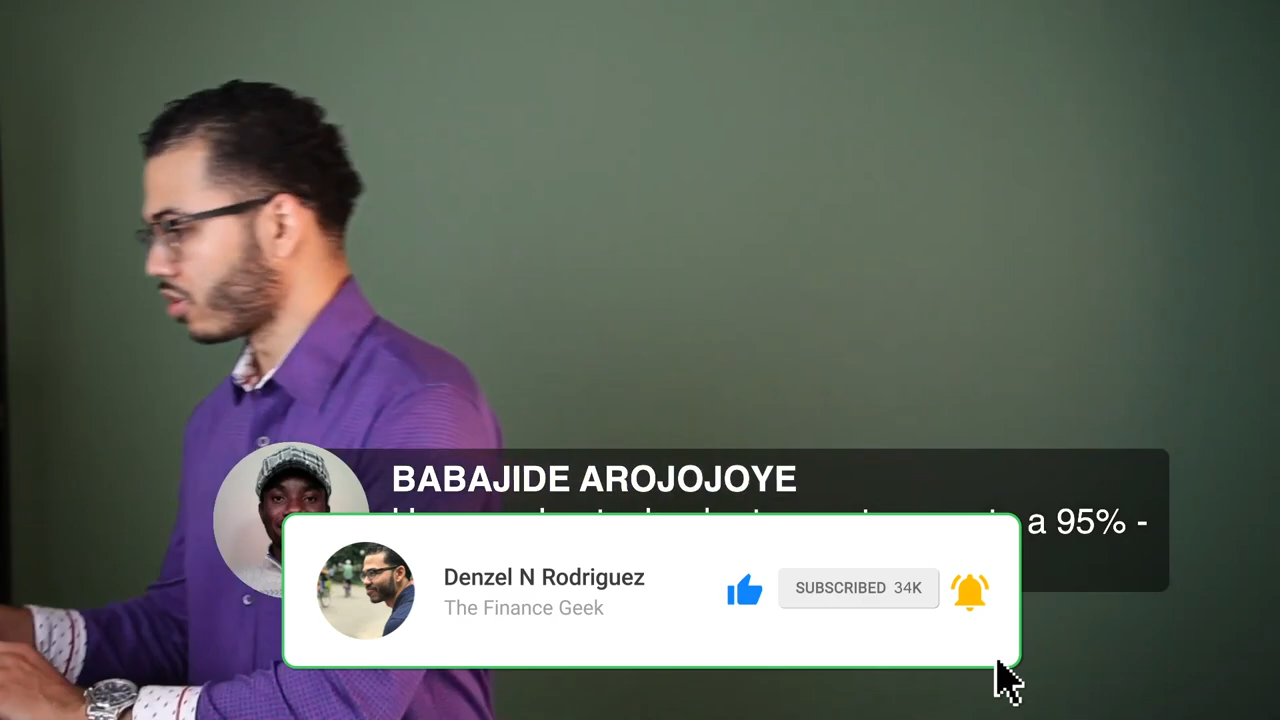 BABAJIDE AROJOJOYE
a 95% -
Denzel N Rodriguez
The Finance Geek
SUBSCRIBED 34K